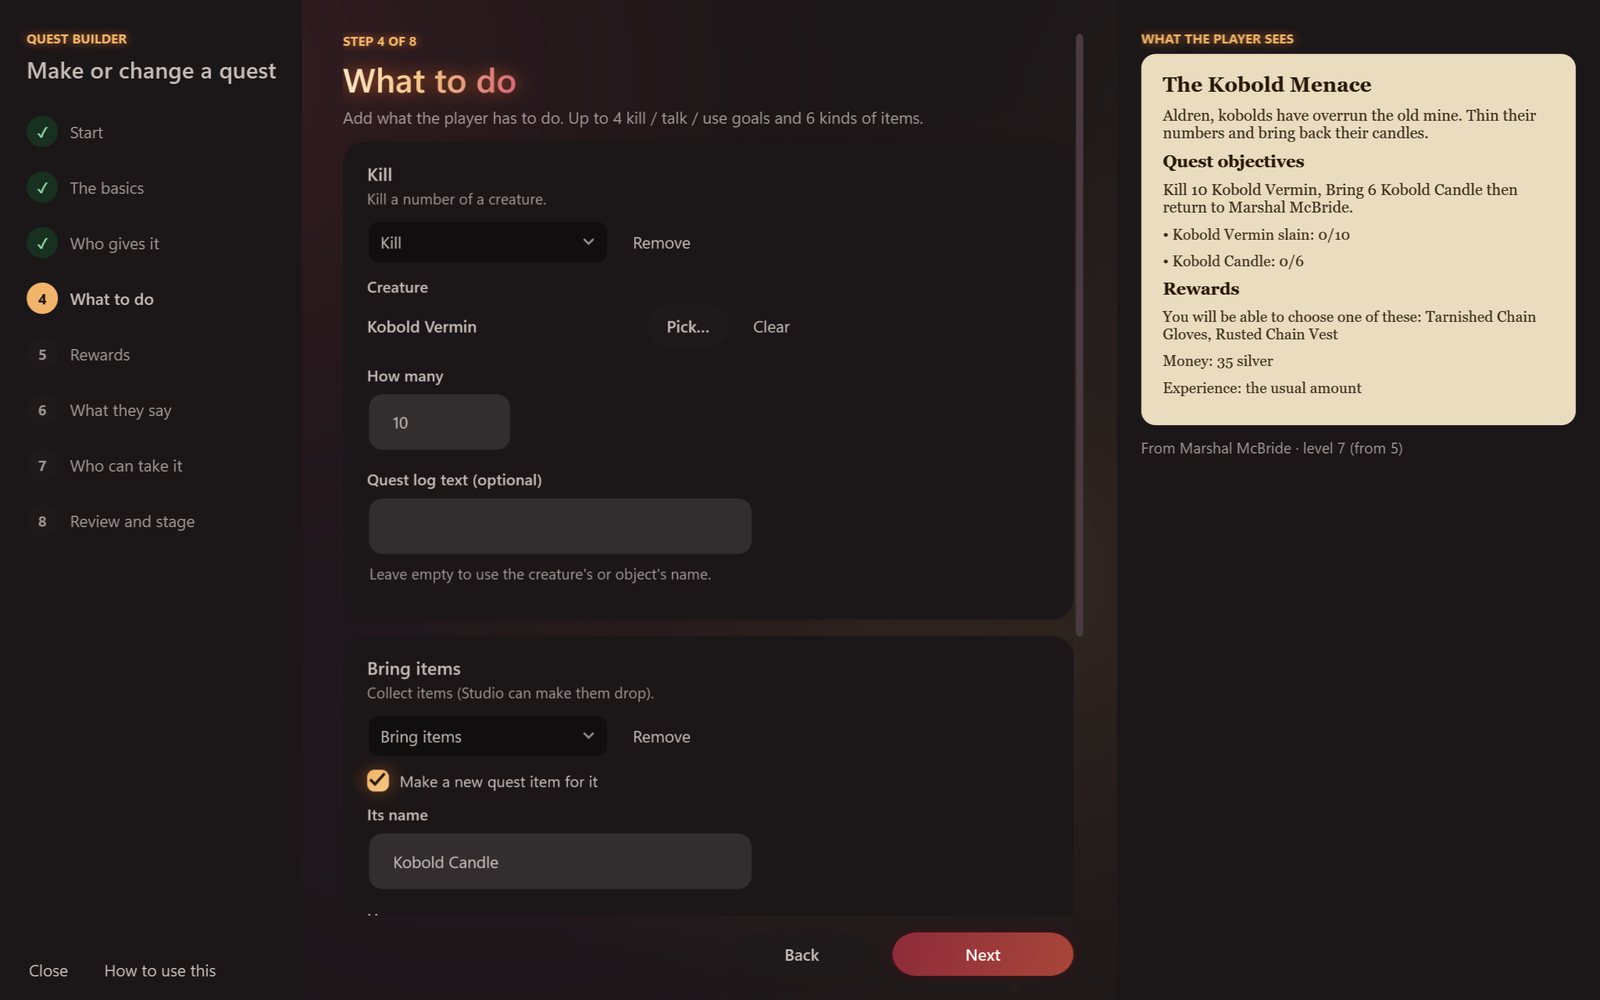 QUEST BUILDER
Make or change a quest
✓ Start
✓ The basics
✓ Who gives it
4 What to do
5 Rewards
6 What they say
7 Who can take it
8 Review and stage
Close
How to use this
STEP 4 OF 8
What to do
Add what the player has to do. Up to 4 kill / talk / use goals and 6 kinds of items.
Kill
Kill a number of a creature.
Kill
Remove
Creature
Kobold Vermin
Pick...
Clear
How many
10
Quest log text (optional)
Leave empty to use the creature's or object's name.
Bring items
Collect items (Studio can make them drop).
Bring items
Remove
Make a new quest item for it
Its name
Kobold Candle
Back
Next
WHAT THE PLAYER SEES
The Kobold Menace
Aldren, kobolds have overrun the old mine. Thin their
numbers and bring back their candles.
Quest objectives
Kill 10 Kobold Vermin, Bring 6 Kobold Candle then
return to Marshal McBride.
• Kobold Vermin slain: 0/10
• Kobold Candle: 0/6
Rewards
You will be able to choose one of these: Tarnished Chain
Gloves, Rusted Chain Vest
Money: 35 silver
Experience: the usual amount
From Marshal McBride · level 7 (from 5)